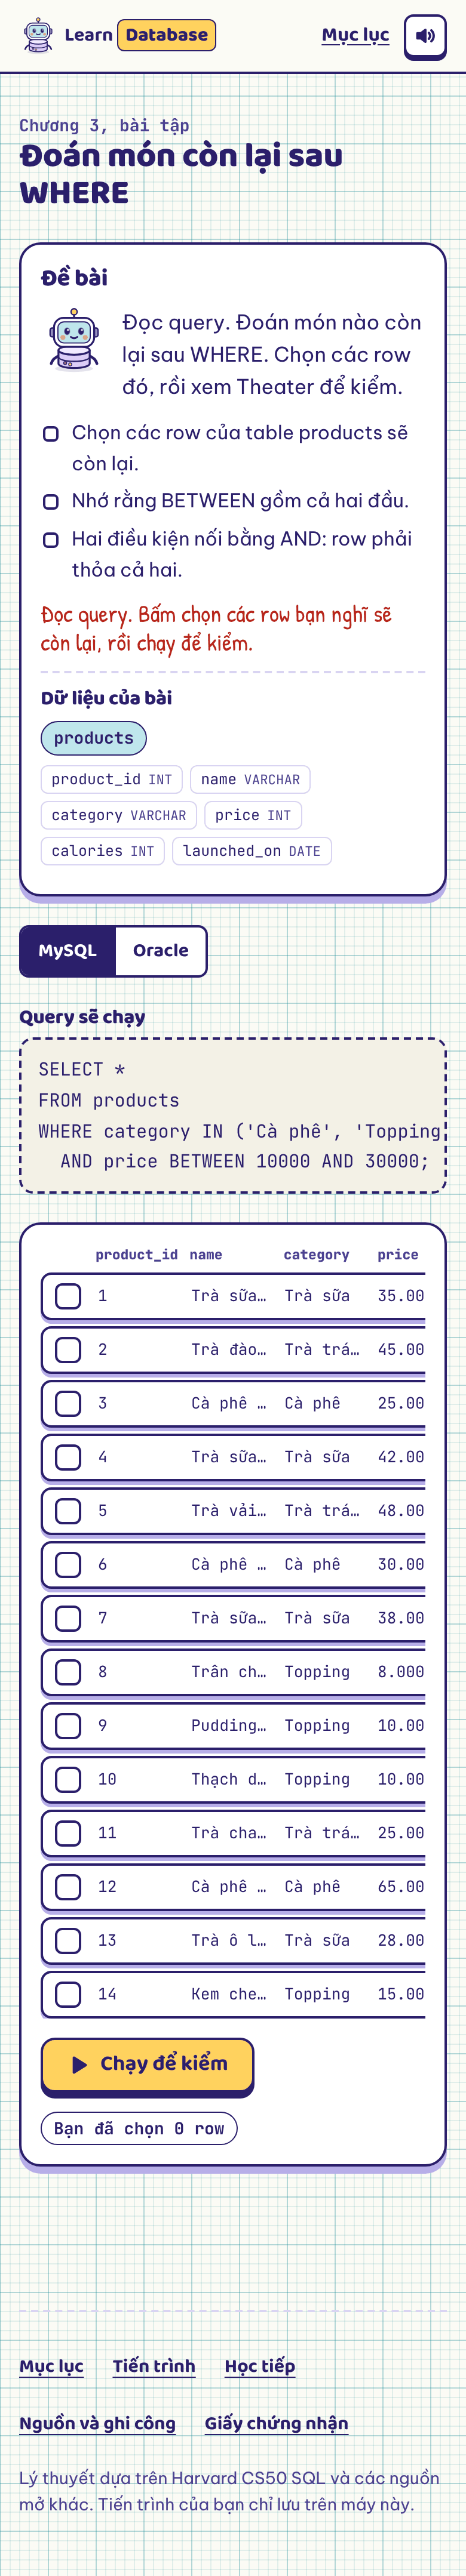 Learn Database
Mục lục
Chương 3, bài tập
Đoán món còn lại sau
WHERE
Đề bài
Đọc query. Đoán món nào còn
lại sau WHERE. Chọn các row
đó, rồi xem Theater để kiểm.
Chọn các row của table products sẽ
còn lại.
Nhớ rằng BETWEEN gồm cả hai đầu.
Hai điều kiện nối bằng AND: row phải
thỏa cả hai.
Đọc query. Bấm chọn các row bạn nghĩ sẽ
còn lại, rồi chạy để kiểm.
Dữ liệu của bài
products
product_id INT name VARCHAR
category VARCHAR price INT
calories INT launched_on DATE
MySQL Oracle
Query sẽ chạy
SELECT *
FROM products
WHERE category IN ('Cà phê', 'Topping
AND price BETWEEN 10000 AND 30000;
product_id name category price
1 Trà sữa… Trà sữa 35.00
2 Trà đào… Trà trá… 45.00
3 Cà phê … Cà phê 25.00
4 Trà sữa… Trà sữa 42.00
5 Trà vải… Trà trá… 48.00
6 Cà phê … Cà phê 30.00
7 Trà sữa… Trà sữa 38.00
8 Trân ch… Topping 8.000
9 Pudding… Topping 10.00
10 Thạch d… Topping 10.00
11 Trà cha… Trà trá… 25.00
12 Cà phê … Cà phê 65.00
13 Trà ô l… Trà sữa 28.00
14 Kem che… Topping 15.00
Chạy để kiểm
Bạn đã chọn 0 row
Mục lục Tiến trình Học tiếp
Nguồn và ghi công Giấy chứng nhận
Lý thuyết dựa trên Harvard CS50 SQL và các nguồn
mở khác. Tiến trình của bạn chỉ lưu trên máy này.